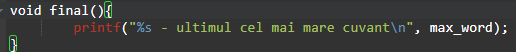 void final(){
printf("%s - ultimul cel mai mare cuvant\n", max_word);
}